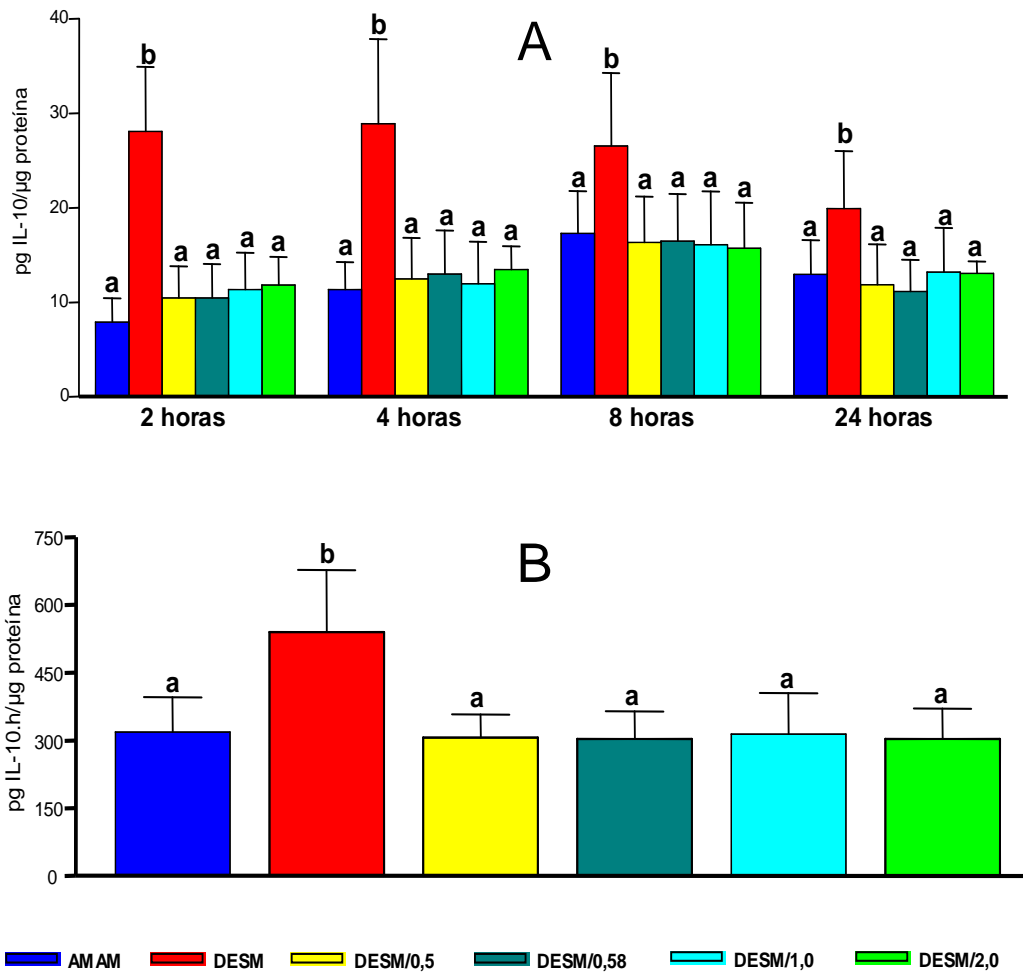 A
pg IL-10/µg proteína
40
30
20
10
0
a b a a a a
a b a a a a
a b a a a a
a b a a a a
2 horas 4 horas 8 horas 24 horas
B
pg IL-10.h/µg proteína
750
600
450
300
150
0
a b a a a a
AMAM DESM DESM/0,5 DESM/0,58 DESM/1,0 DESM/2,0